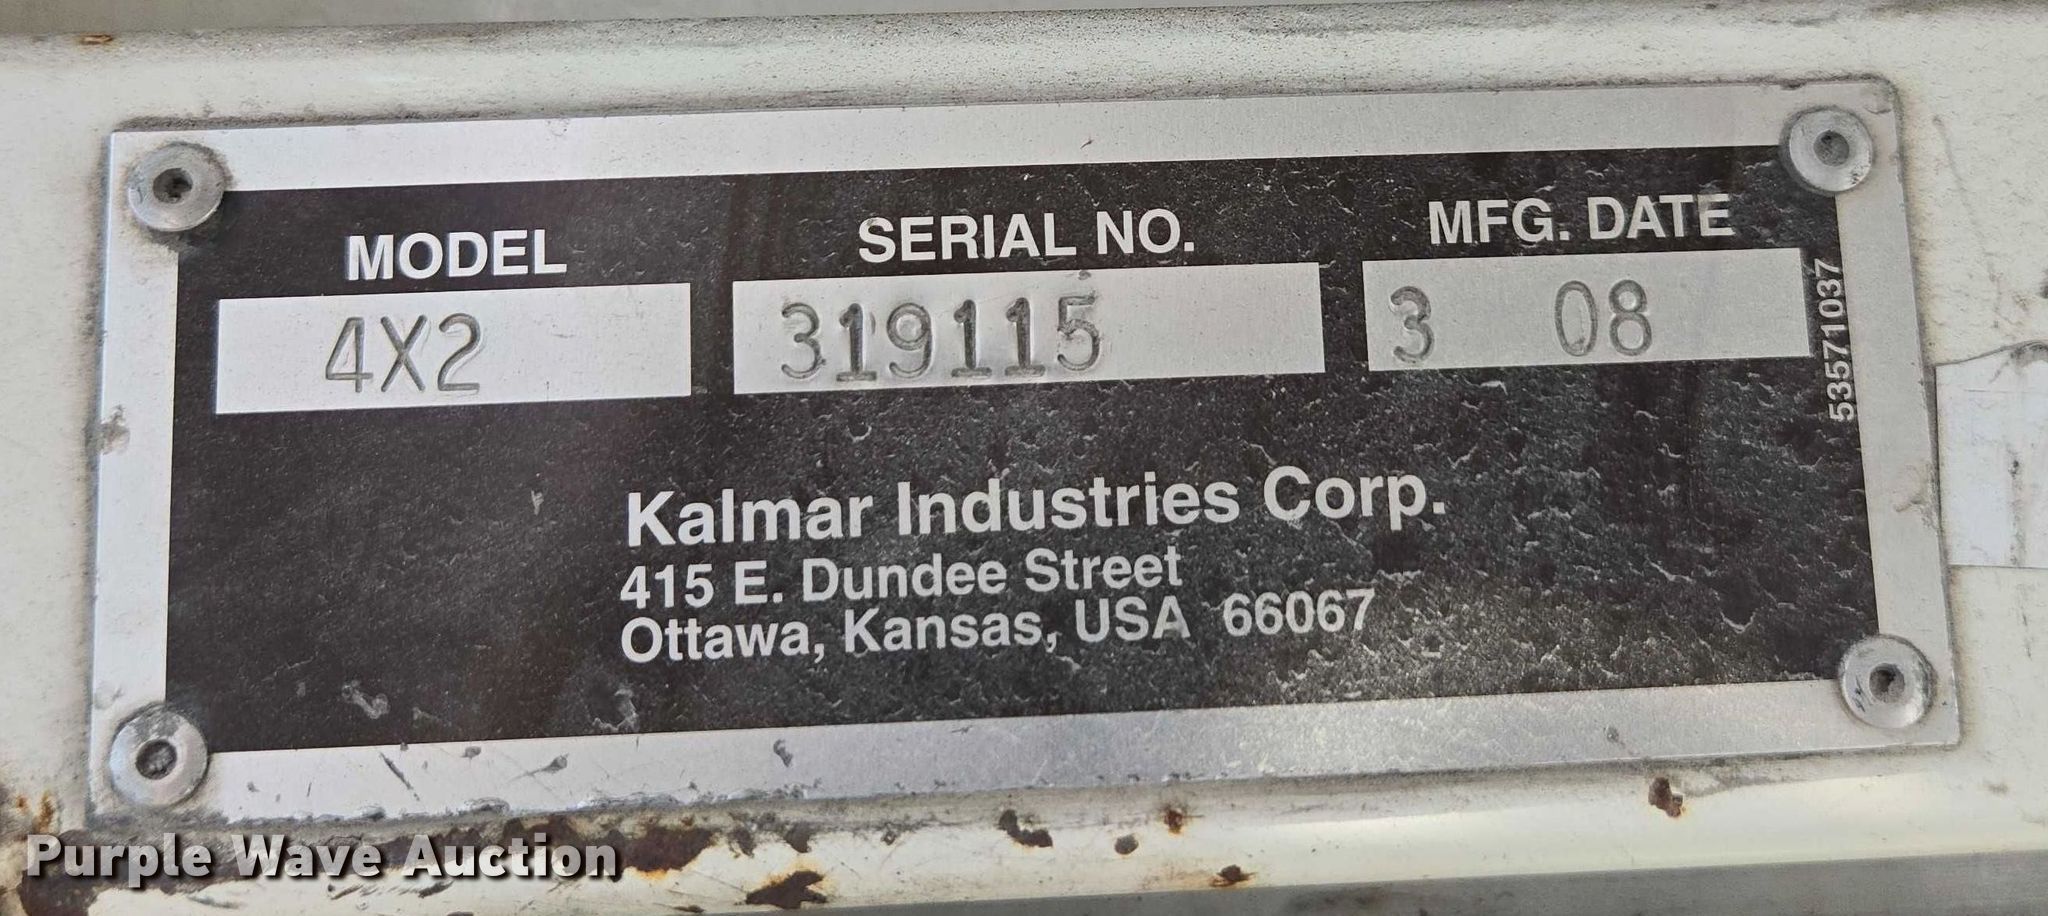 MODEL SERIAL NO. MFG. DATE
4X2 319115 3 08
53571037
Kalmar Industries Corp.
415 E. Dundee Street
Ottawa, Kansas, USA 66067
Purple Wave Auction